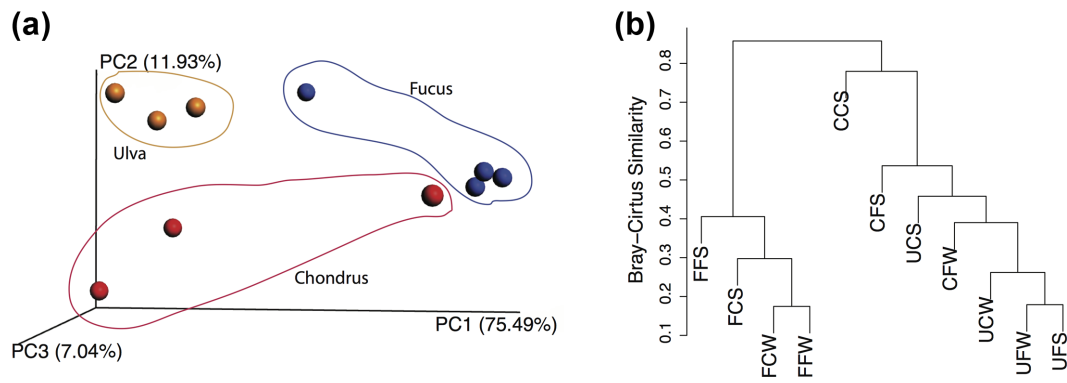 (a)
PC2 (11.93%)
Fucus
Ulva
Chondrus
PC1 (75.49%)
PC3 (7.04%)
(b)
Bray−Cirtus Similarity
0.8
0.7
0.6
0.5
0.4
0.3
0.2
0.1
CCS
CFS
UCS
CFW
FFS
FCS
UCW
FCW
FFW
UFW
UFS